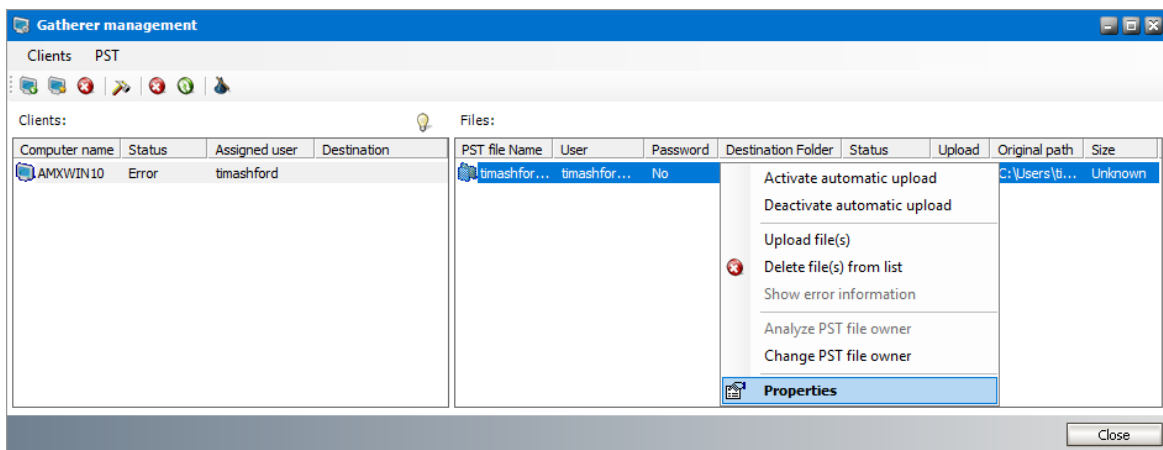 Gatherer management
Clients PST
Clients:
Files:
Computer name Status Assigned user Destination
AMXWIN10 Error timashford
PST file Name User Password Destination Folder Status Upload Original path Size
timashfor... timashfor... No C:\Users\ti... Unknown
Activate automatic upload
Deactivate automatic upload
Upload file(s)
Delete file(s) from list
Show error information
Analyze PST file owner
Change PST file owner
Properties
Close